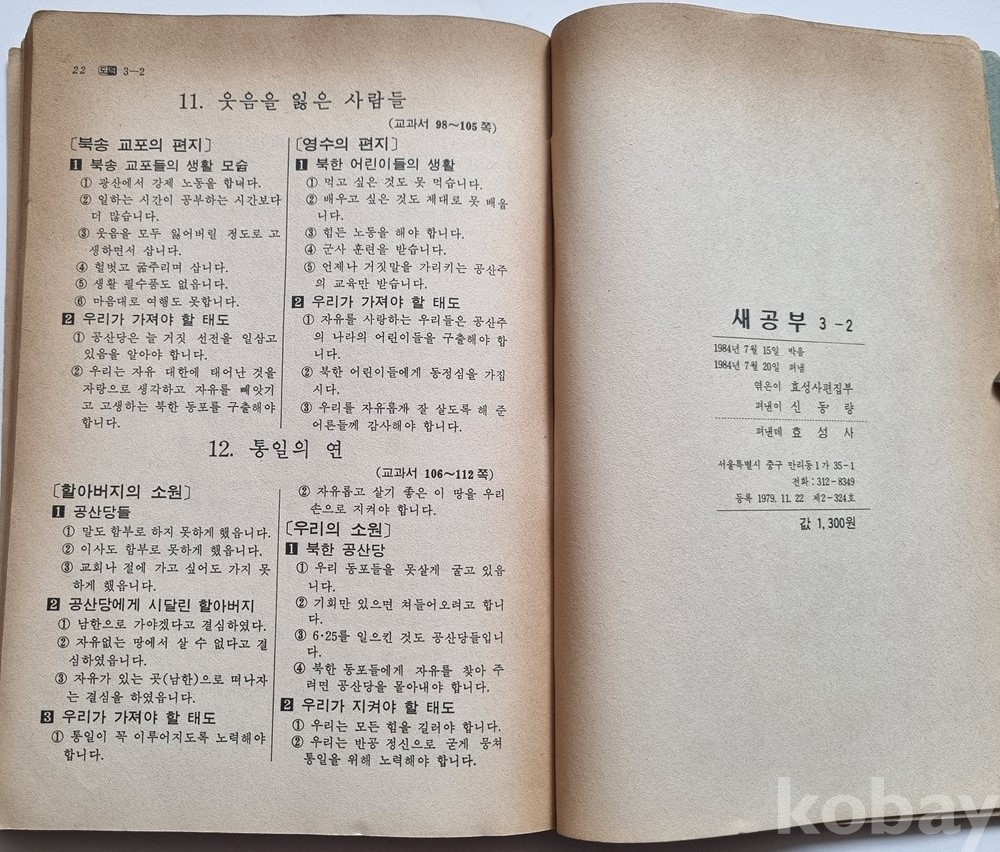 22 도덕 3—2
11. 웃음을 잃은 사람들
(교과서 98～105쪽)
〔북송 교포의 편지〕
1 북송 교포들의 생활 모습
① 광산에서 강제 노동을 합니다.
② 일하는 시간이 공부하는 시간보다
더 많습니다.
③ 웃음을 모두 잃어버릴 정도로 고
생하면서 삽니다.
④ 헐벗고 굶주리며 삽니다.
⑤ 생활 필수품도 없읍니다.
⑥ 마음대로 여행도 못합니다.
2 우리가 가져야 할 태도
① 공산당은 늘 거짓 선전을 일삼고
있음을 알아야 합니다.
② 우리는 자유 대한에 태어난 것을
자랑으로 생각하고 자유를 빼앗기
고 고생하는 북한 동포를 구출해야
합니다.
〔영수의 편지〕
1 북한 어린이들의 생활
① 먹고 싶은 것도 못 먹습니다.
② 배우고 싶은 것도 제대로 못 배웁
니다.
③ 힘든 노동을 해야 합니다.
④ 군사 훈련을 받습니다.
⑤ 언제나 거짓말을 가리키는 공산주
의 교육만 받습니다.
2 우리가 가져야 할 태도
① 자유를 사랑하는 우리들은 공산주
의 나라의 어린이들을 구출해야 합
니다.
② 북한 어린이들에게 동정심을 가집
시다.
③ 우리를 자유롭개 잘 살도록 해 준
어른들께 감사해야 합니다.
12. 통일의 연
(교과서 106～112쪽)
〔할아버지의 소원〕
1 공산당들
① 말도 함부로 하지 못하게 했읍니다.
② 이사도 함부로 못하게 했읍니다.
③ 교회나 절에 가고 싶어도 가지 못
하게 했읍니다.
2 공산당에게 시달린 할아버지
① 남한으로 가야겠다고 결심하였다.
② 자유없는 땅에서 살 수 없다고 결
심하였읍니다.
③ 자유가 있는 곳(남한)으로 떠나자
는 결심을 하였읍니다.
3 우리가 가져야 할 태도
① 통일이 꼭 이루어지도록 노력해야
합니다.
② 자유롭고 살기 좋은 이 땅을 우리
손으로 지켜야 합니다.
〔우리의 소원〕
1 북한 공산당
① 우리 동포들을 못살게 굴고 있읍
니다.
② 기회만 있으면 쳐들어오려고 합니
다.
③ 6·25를 일으킨 것도 공산당들입니
다.
④ 북한 동포들에게 자유를 찾아 주
려면 공산당을 몰아내야 합니다.
2 우리가 지켜야 할 태도
① 우리는 모든 힘을 길러야 합니다.
② 우리는 반공 정신으로 굳게 뭉쳐
통일을 위해 노력해야 합니다.
새공부 3－2
1984년 7월 15일 박음
1984년 7월 20일 펴냄
엮은이 효성사편집부
펴낸이 신동량
펴낸데 효성사
서울특별시 중구 만리동1가 35-1
전화 : 312-8349
등록 1979. 11. 22 제2-324호
값 1,300원
kobay